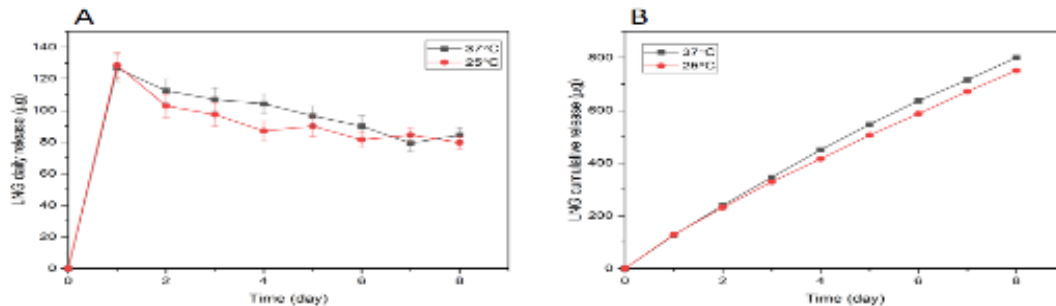 A
LNG daily release (µg)
140
120
100
80
60
40
20
0
37°C
25°C
0 2 4 6 8
Time (day)
B
LNG cumulative release (µg)
800
600
400
200
0
37°C
0 2 4 6 8
Time (day)